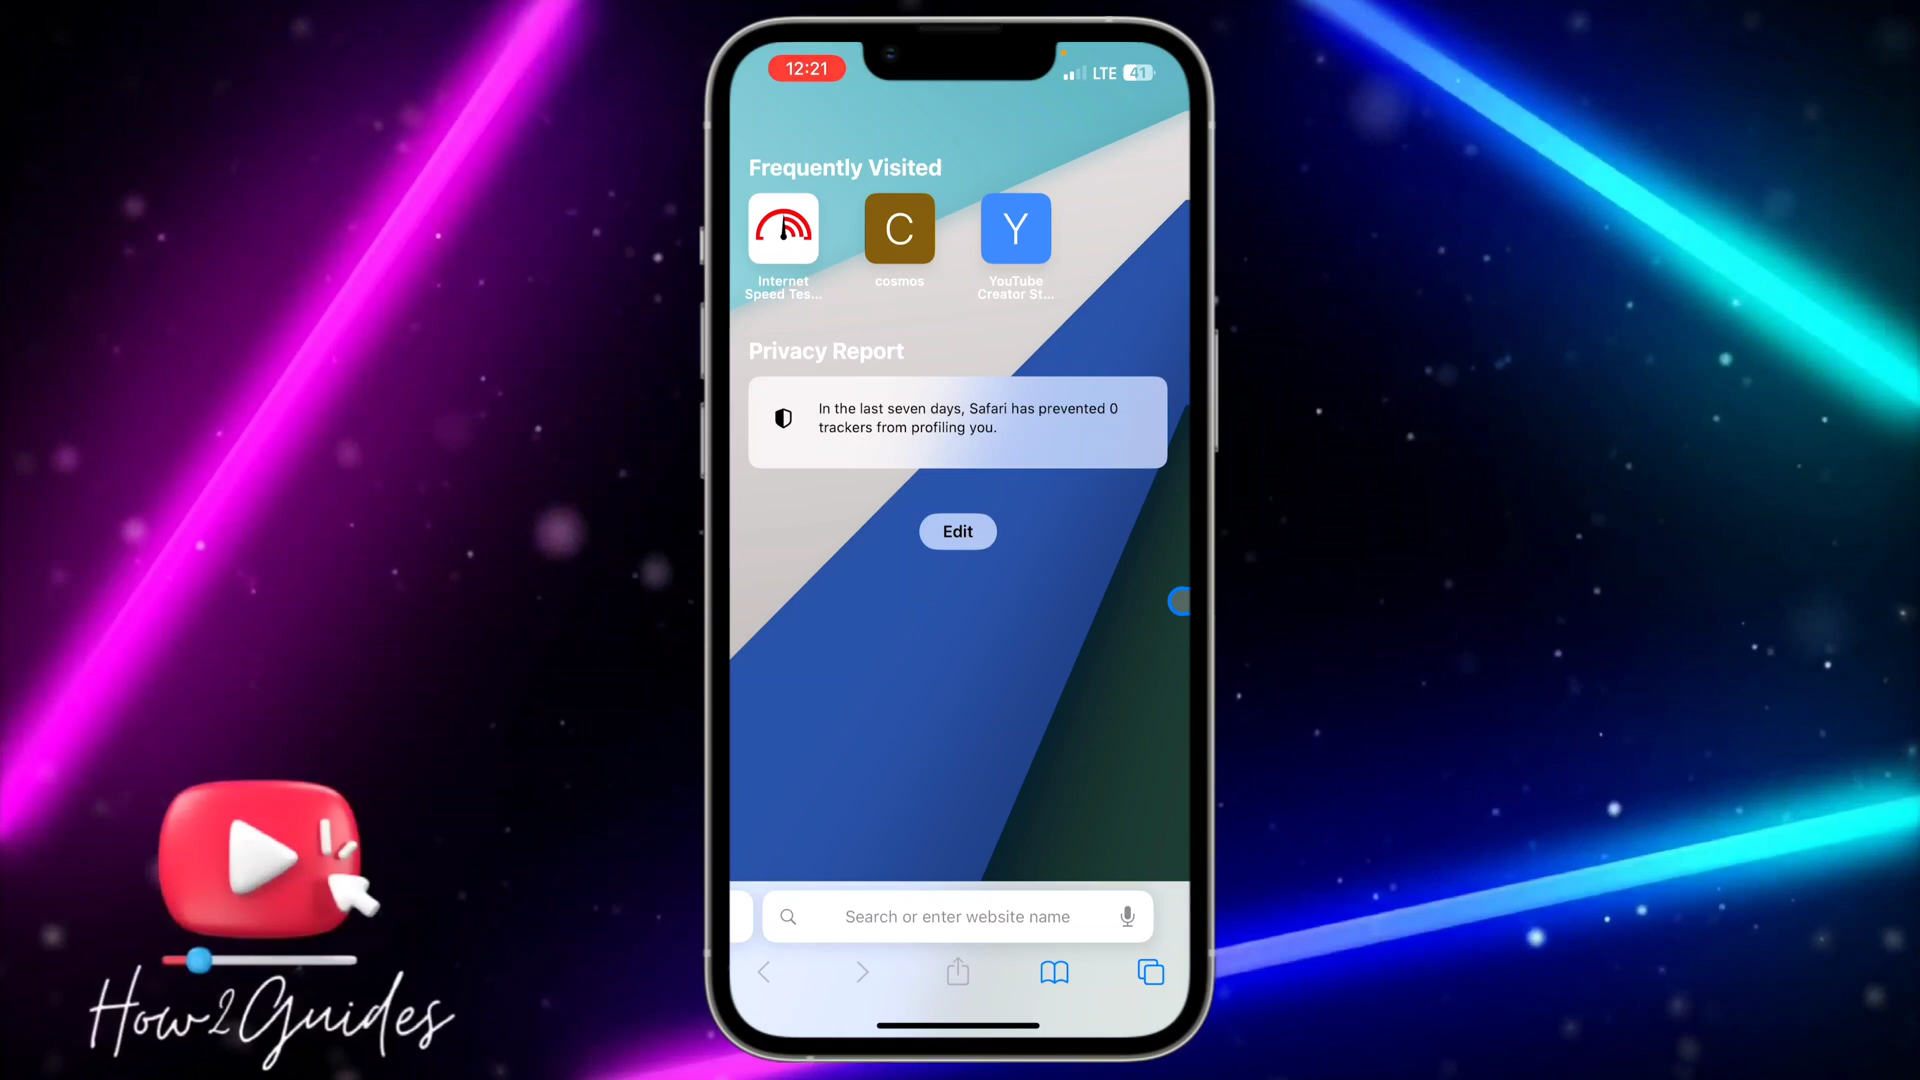 12:21
LTE 41
Frequently Visited
C
Y
Internet
Speed Tes...
cosmos
YouTube
Creator St...
Privacy Report
In the last seven days, Safari has prevented 0
trackers from profiling you.
Edit
Search or enter website name
How2Guides